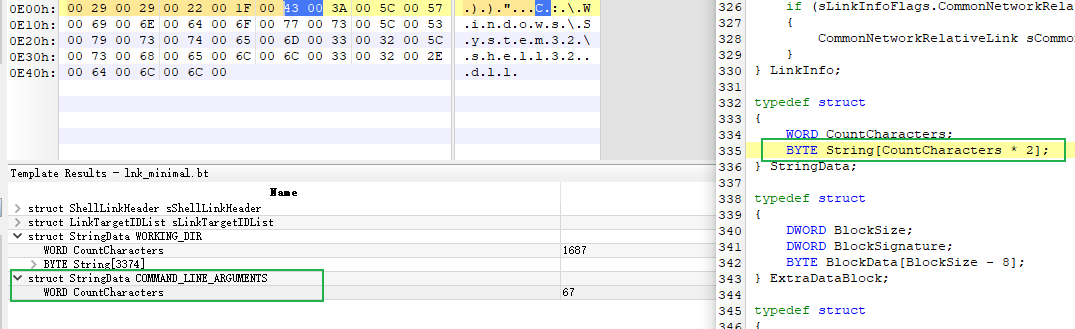 0E00h: 00 29 00 29 00 22 00 1F 00 43 00 3A 00 5C 00 57 .).)."...C.:.\.W
0E10h: 00 69 00 6E 00 64 00 6F 00 77 00 73 00 5C 00 53 .i.n.d.o.w.s.\.S
0E20h: 00 79 00 73 00 74 00 65 00 6D 00 33 00 32 00 5C .y.s.t.e.m.3.2.\
0E30h: 00 73 00 68 00 65 00 6C 00 6C 00 33 00 32 00 2E .s.h.e.l.l.3.2..
0E40h: 00 64 00 6C 00 6C 00 .d.l.l.
Template Results - lnk_minimal.bt
Name
struct ShellLinkHeader sShellLinkHeader
struct LinkTargetIDList sLinkTargetIDList
struct StringData WORKING_DIR
WORD CountCharacters 1687
BYTE String[3374]
struct StringData COMMAND_LINE_ARGUMENTS
WORD CountCharacters 67
326 if (sLinkInfoFlags.CommonNetworkRela
327 {
328 CommonNetworkRelativeLink sCommo
329 }
330 } LinkInfo;
331
332 typedef struct
333 {
334 WORD CountCharacters;
335 BYTE String[CountCharacters * 2];
336 } StringData;
337
338 typedef struct
339 {
340 DWORD BlockSize;
341 DWORD BlockSignature;
342 BYTE BlockData[BlockSize - 8];
343 } ExtraDataBlock;
344
345 typedef struct
346 {